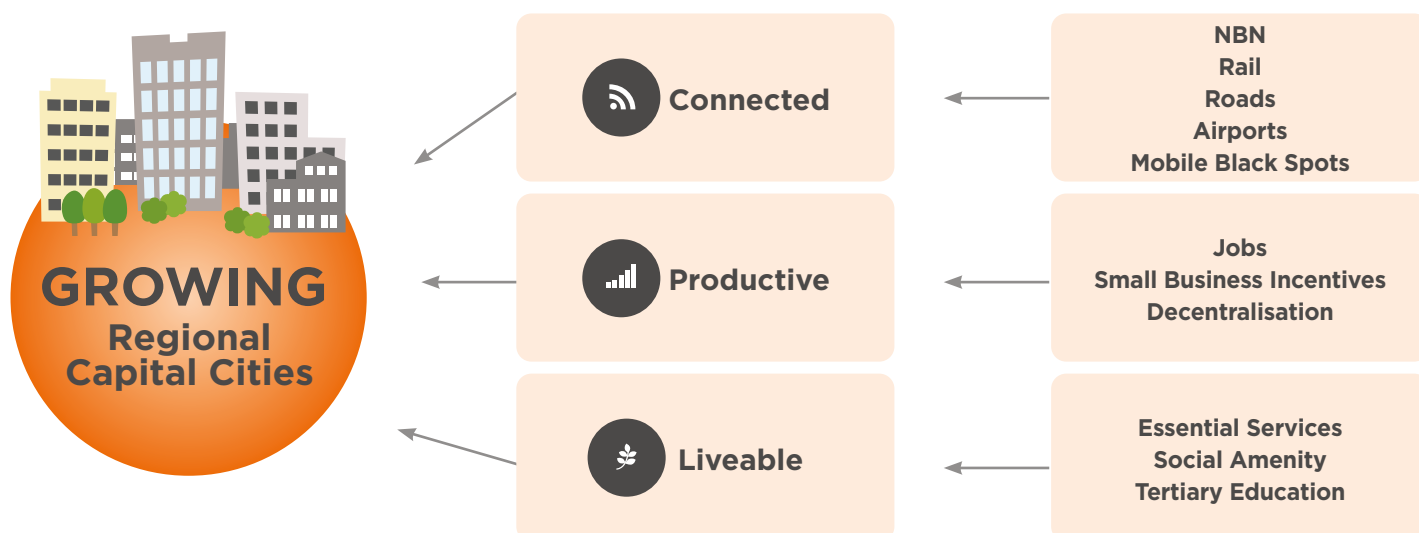 GROWING
Regional
Capital Cities
Connected
NBN
Rail
Roads
Airports
Mobile Black Spots
Productive
Jobs
Small Business Incentives
Decentralisation
Liveable
Essential Services
Social Amenity
Tertiary Education